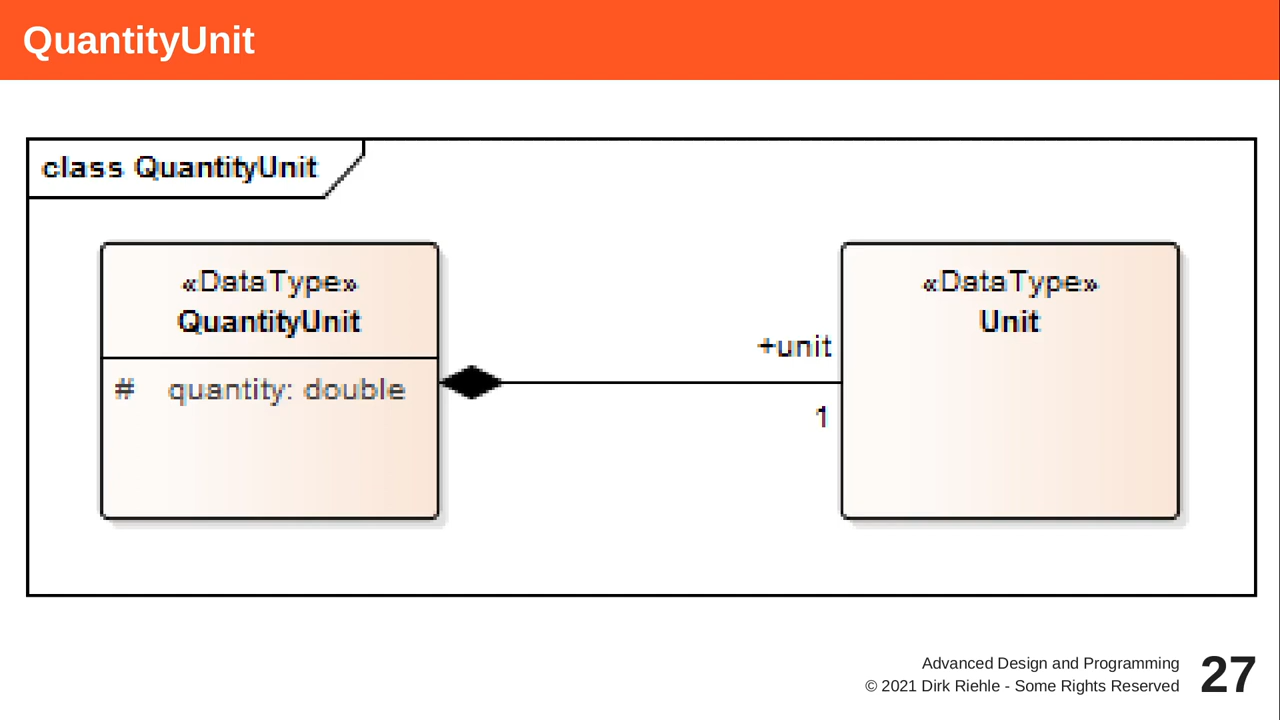 QuantityUnit
class QuantityUnit
«DataType»
QuantityUnit
# quantity: double
+unit
1
«DataType»
Unit
Advanced Design and Programming
© 2021 Dirk Riehle - Some Rights Reserved
27